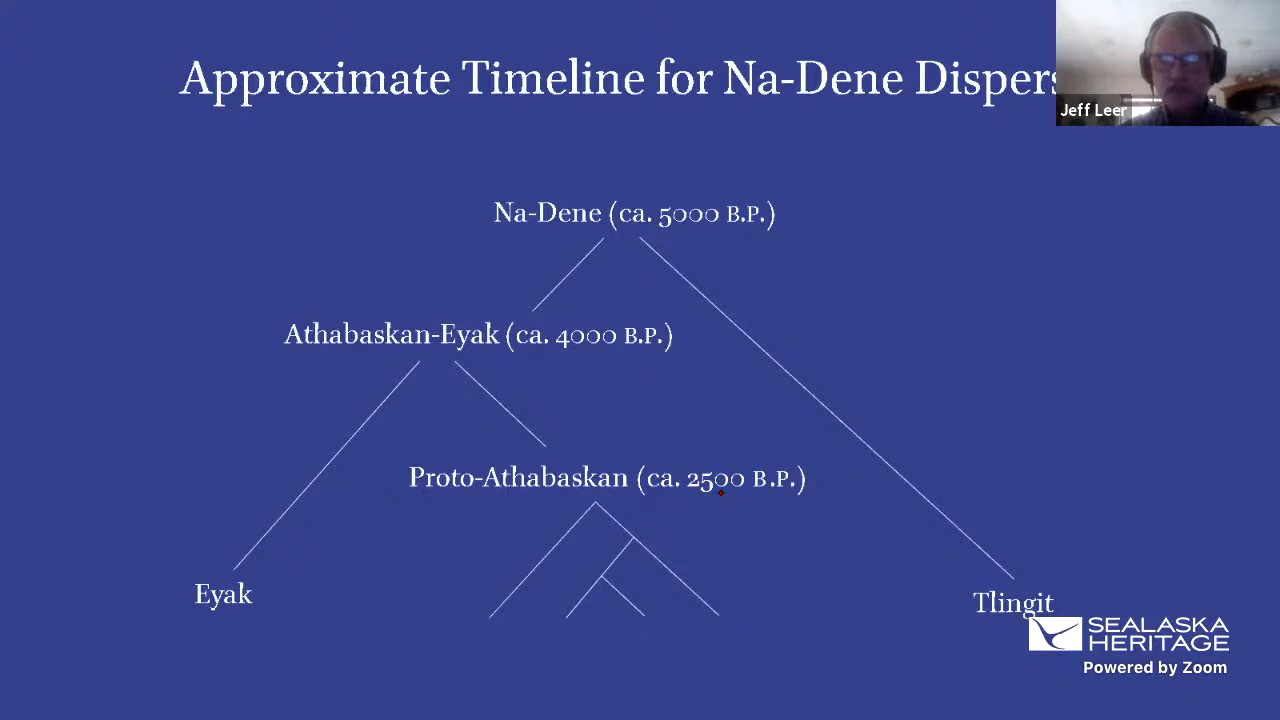 Approximate Timeline for Na-Dene Dispers
Jeff Leer
Na-Dene (ca. 5000 B.P.)
Athabaskan-Eyak (ca. 4000 B.P.)
Proto-Athabaskan (ca. 2500 B.P.)
Eyak
Tlingit
SEALASKA
HERITAGE
Powered by Zoom